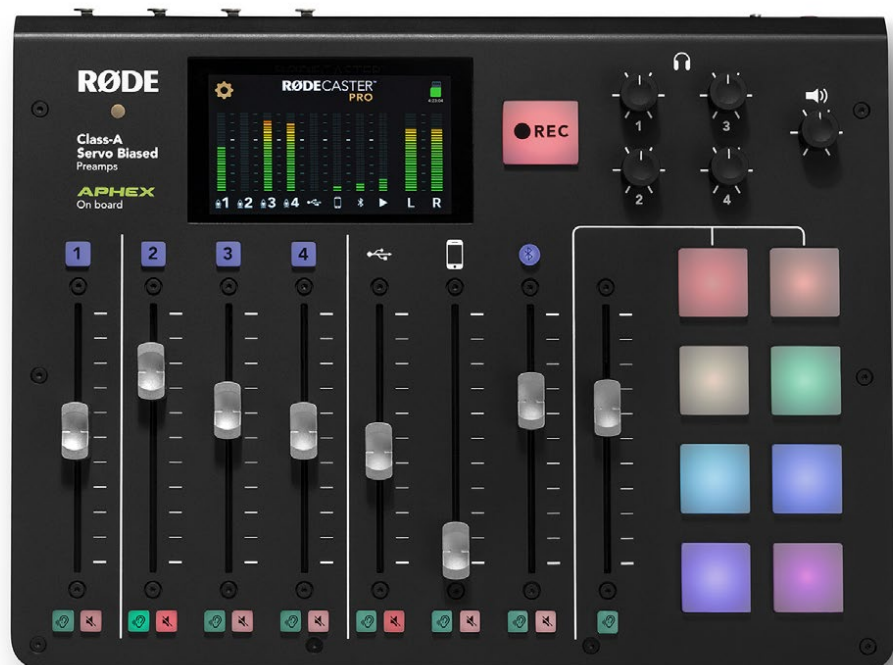 RØDE
Class-A
Servo Biased
Preamps
APHEX
On board
RØDECASTER™
PRO
1 2 3 4 L R
REC
1 3
2 4
1 2 3 4